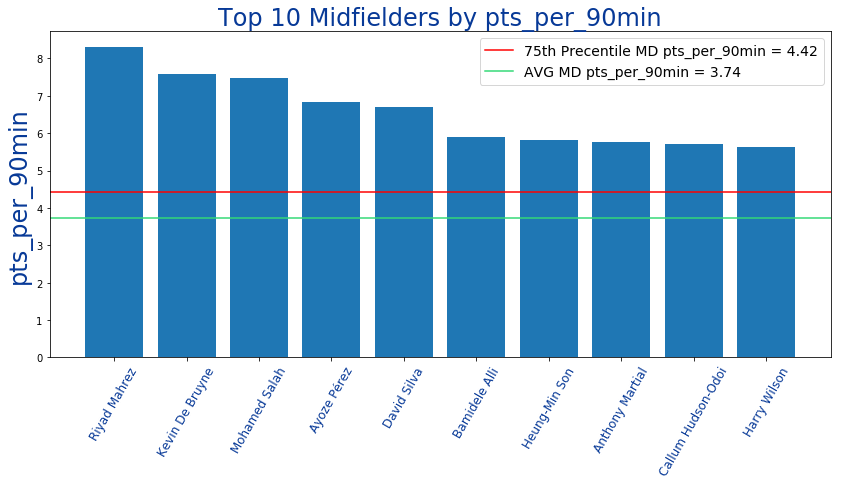 Top 10 Midfielders by pts_per_90min
pts_per_90min
8
7
6
5
4
3
2
1
0
75th Precentile MD pts_per_90min = 4.42
AVG MD pts_per_90min = 3.74
Riyad Mahrez
Kevin De Bruyne
Mohamed Salah
Ayoze Pérez
David Silva
Bamidele Alli
Heung-Min Son
Anthony Martial
Callum Hudson-Odoi
Harry Wilson